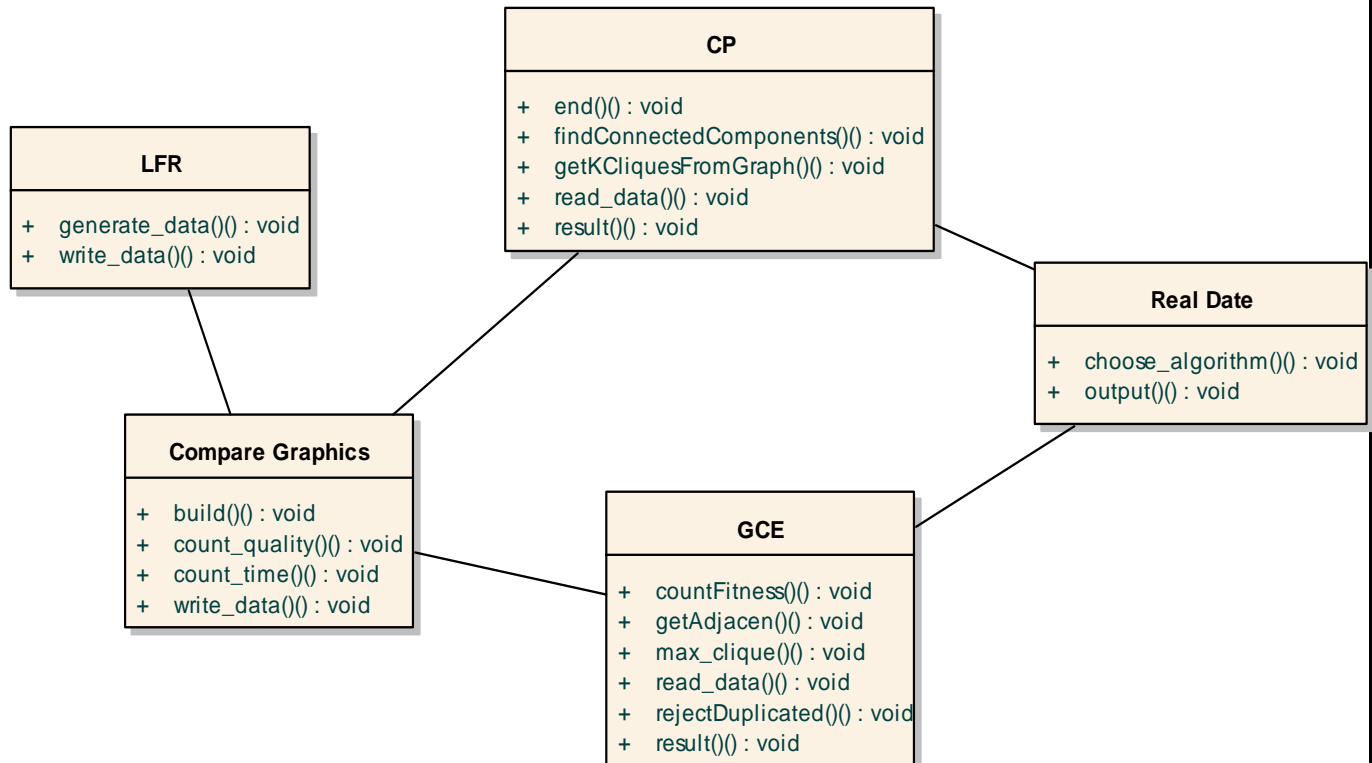 CP
+ end()() : void
+ findConnectedComponents()() : void
+ getKCliquesFromGraph()() : void
+ read_data()() : void
+ result()() : void
LFR
+ generate_data()() : void
+ write_data()() : void
Real Date
+ choose_algorithm()() : void
+ output()() : void
Compare Graphics
+ build()() : void
+ count_quality()() : void
+ count_time()() : void
+ write_data()() : void
GCE
+ countFitness()() : void
+ getAdjacen()() : void
+ max_clique()() : void
+ read_data()() : void
+ rejectDuplicated()() : void
+ result()() : void